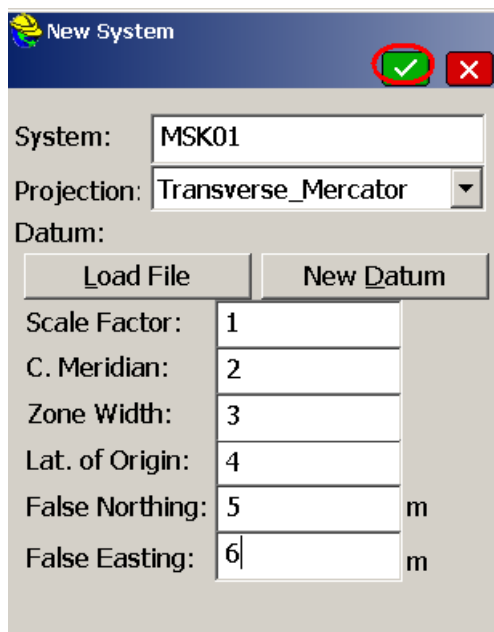 New System
System: MSK01
Projection: Transverse_Mercator
Datum:
Load File New Datum
Scale Factor: 1
C. Meridian: 2
Zone Width: 3
Lat. of Origin: 4
False Northing: 5 m
False Easting: 6 m